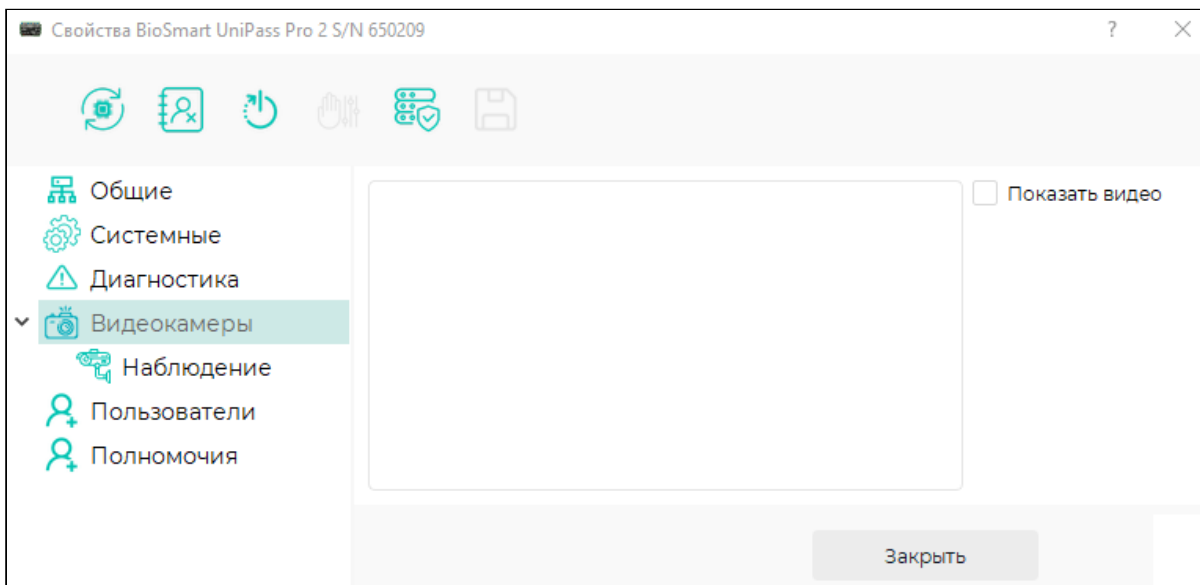 Свойства BioSmart UniPass Pro 2 S/N 650209
?
Общие
Показать видео
Системные
Диагностика
Видеокамеры
Наблюдение
Пользователи
Полномочия
Закрыть